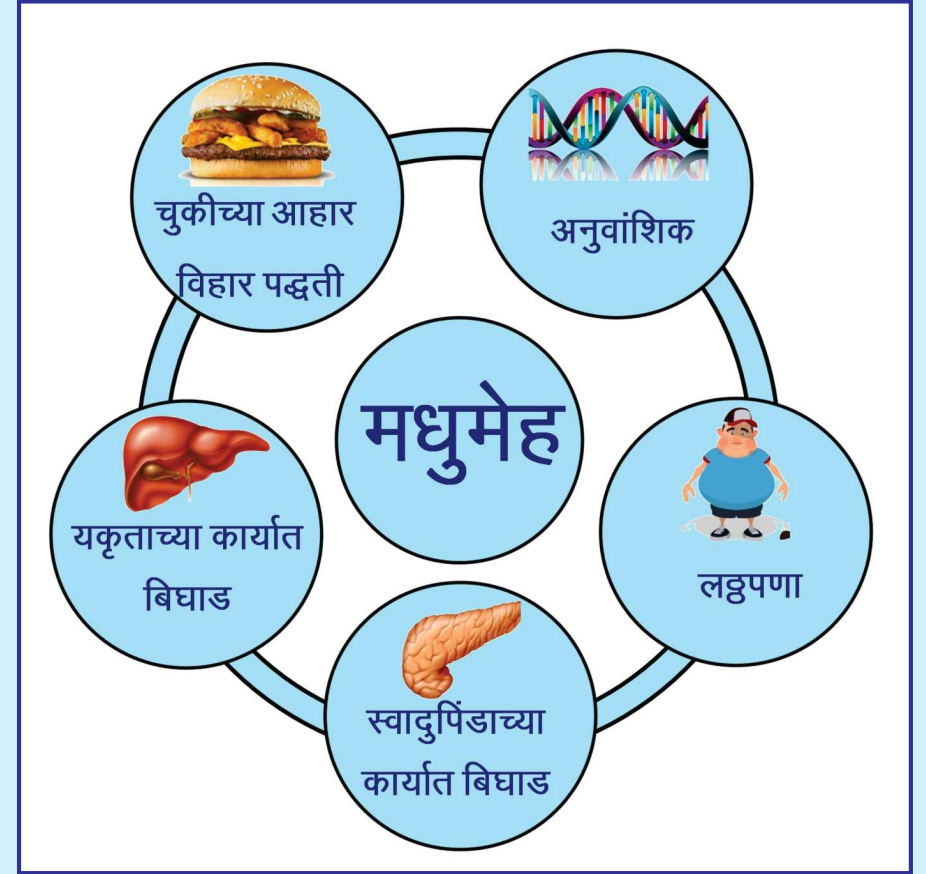 चुकीच्या आहार
विहार पद्धती
अनुवांशिक
मधुमेह
यकृताच्या कार्यात
बिघाड
लठ्ठपणा
स्वादुपिंडाच्या
कार्यात बिघाड